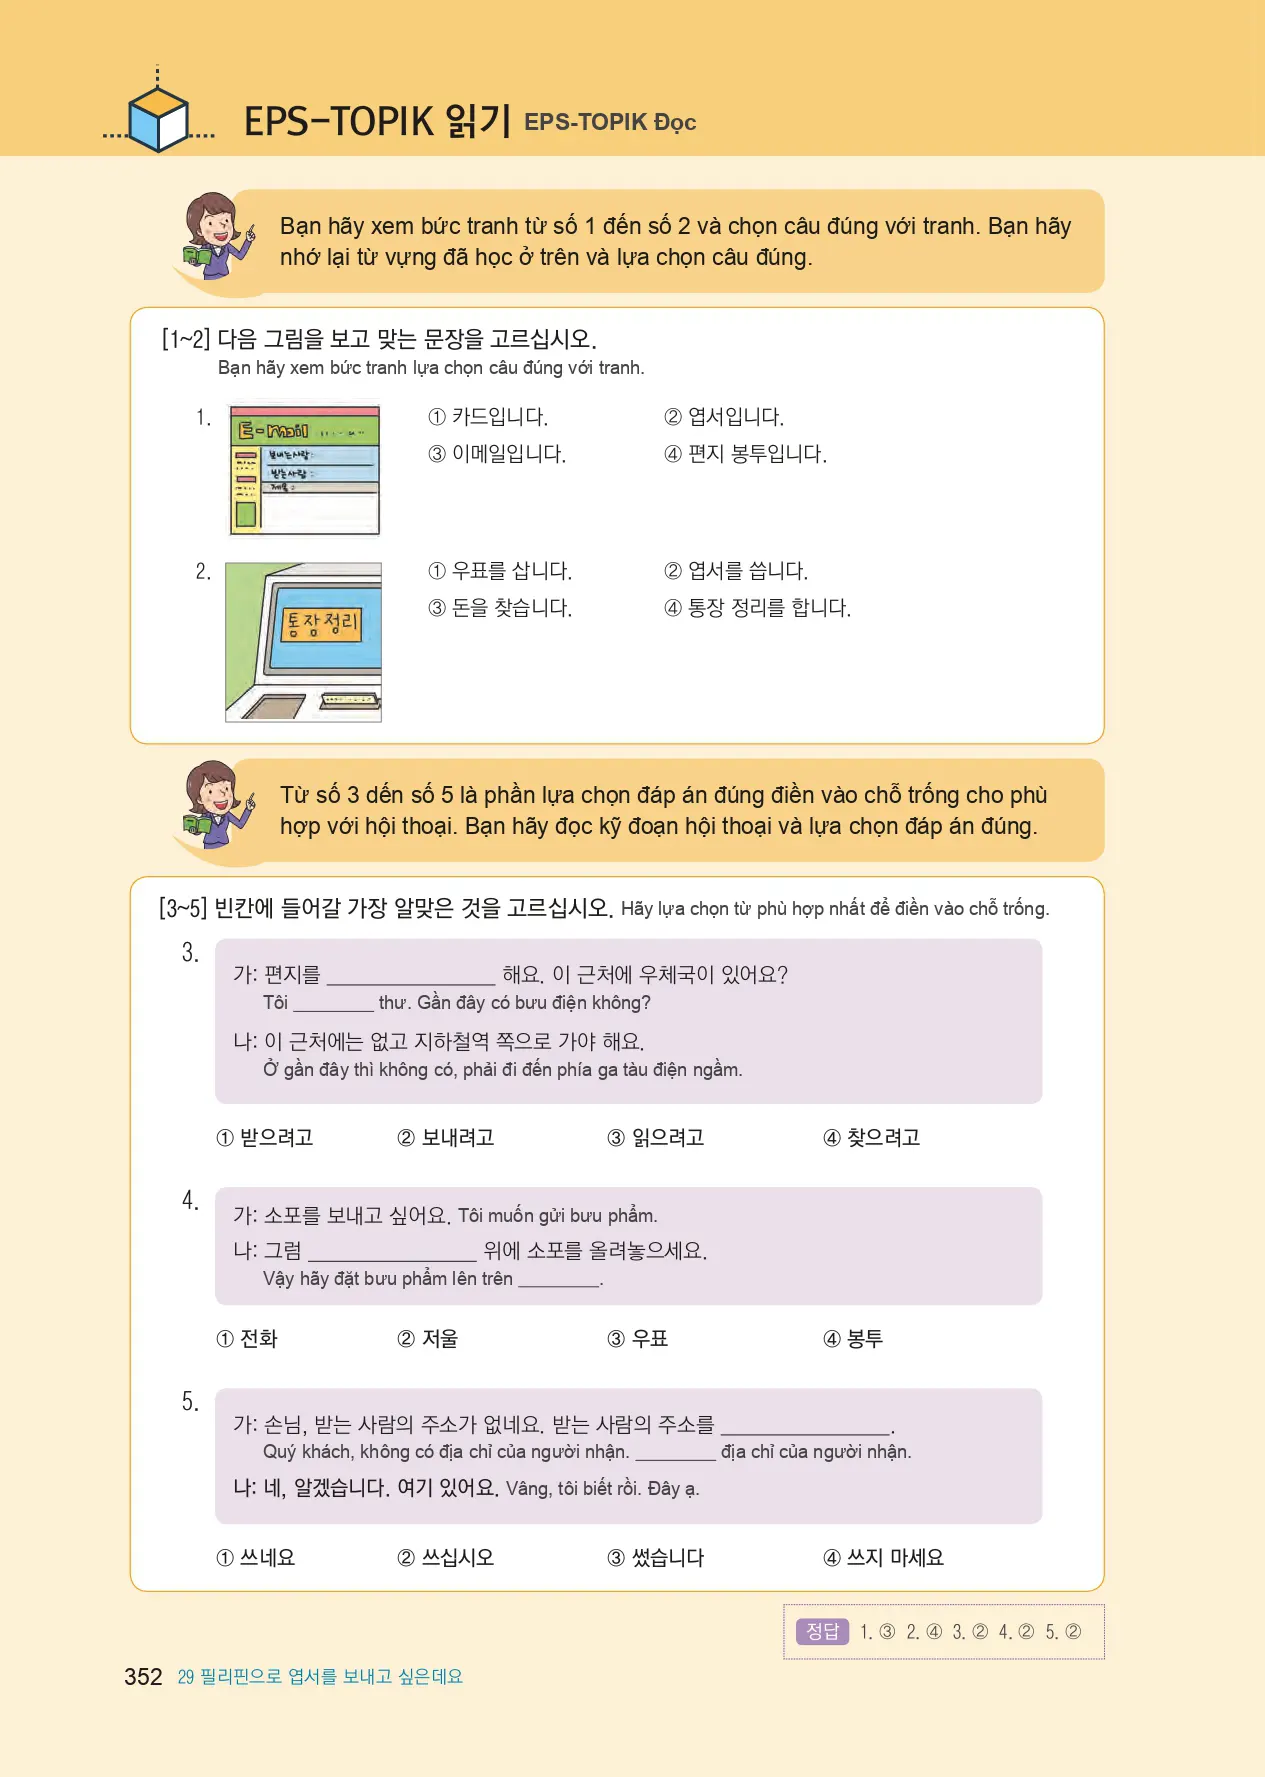 EPS-TOPIK 읽기 EPS-TOPIK Đọc
Bạn hãy xem bức tranh từ số 1 đến số 2 và chọn câu đúng với tranh. Bạn hãy
nhớ lại từ vựng đã học ở trên và lựa chọn câu đúng.
[1~2] 다음 그림을 보고 맞는 문장을 고르십시오.
Bạn hãy xem bức tranh lựa chọn câu đúng với tranh.
1.
E-mail
보내는사람:
받는사람:
제목:
① 카드입니다. ② 엽서입니다.
③ 이메일입니다. ④ 편지 봉투입니다.
2.
통장정리
① 우표를 삽니다. ② 엽서를 씁니다.
③ 돈을 찾습니다. ④ 통장 정리를 합니다.
Từ số 3 dến số 5 là phần lựa chọn đáp án đúng điền vào chỗ trống cho phù
hợp với hội thoại. Bạn hãy đọc kỹ đoạn hội thoại và lựa chọn đáp án đúng.
[3~5] 빈칸에 들어갈 가장 알맞은 것을 고르십시오. Hãy lựa chọn từ phù hợp nhất để điền vào chỗ trống.
3.
가: 편지를 ________________ 해요. 이 근처에 우체국이 있어요?
Tôi ________ thư. Gần đây có bưu điện không?
나: 이 근처에는 없고 지하철역 쪽으로 가야 해요.
Ở gần đây thì không có, phải đi đến phía ga tàu điện ngầm.
① 받으려고 ② 보내려고 ③ 읽으려고 ④ 찾으려고
4.
가: 소포를 보내고 싶어요. Tôi muốn gửi bưu phẩm.
나: 그럼 ________________ 위에 소포를 올려놓으세요.
Vậy hãy đặt bưu phẩm lên trên ________.
① 전화 ② 저울 ③ 우표 ④ 봉투
5.
가: 손님, 받는 사람의 주소가 없네요. 받는 사람의 주소를 ________________.
Quý khách, không có địa chỉ của người nhận. ________ địa chỉ của người nhận.
나: 네, 알겠습니다. 여기 있어요. Vâng, tôi biết rồi. Đây ạ.
① 쓰네요 ② 쓰십시오 ③ 썼습니다 ④ 쓰지 마세요
정답 1. ③ 2. ④ 3. ② 4. ② 5. ②
352 29 필리핀으로 엽서를 보내고 싶은데요